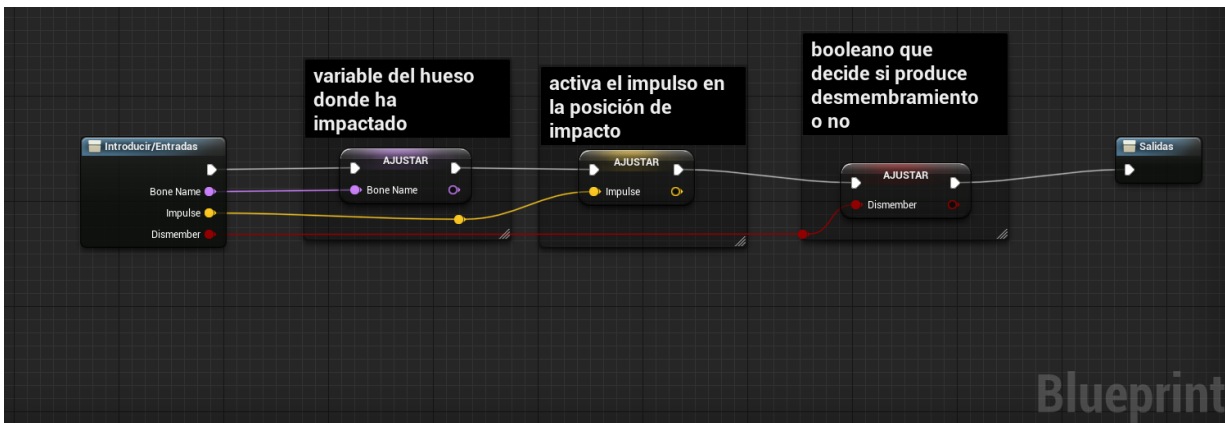 variable del hueso
donde ha
impactado
activa el impulso en
la posición de
impacto
booleano que
decide si produce
desmembramiento
o no
Introducir/Entradas
Bone Name
Impulse
Dismember
AJUSTAR
Bone Name
AJUSTAR
Impulse
AJUSTAR
Dismember
Salidas
Blueprint